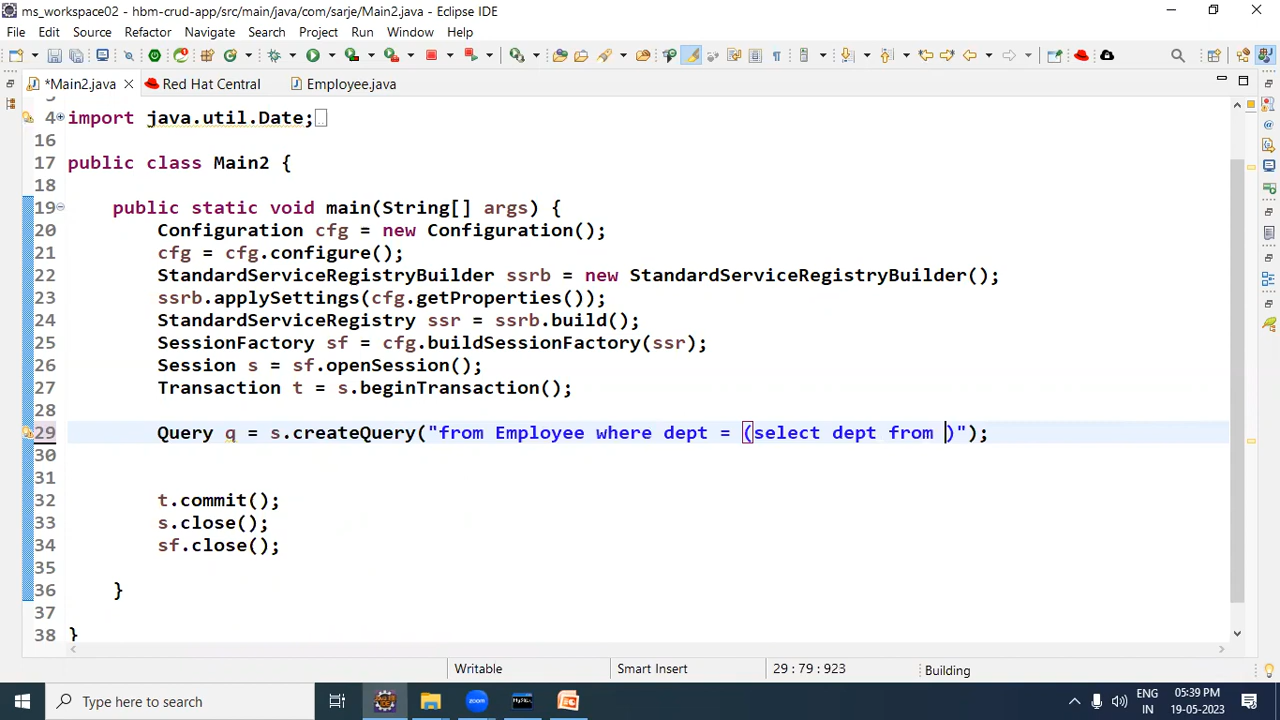 ms_workspace02 - hbm-crud-app/src/main/java/com/sarje/Main2.java - Eclipse IDE
File Edit Source Refactor Navigate Search Project Run Window Help
*Main2.java Red Hat Central Employee.java
4 import java.util.Date;
16
17 public class Main2 {
18
19 public static void main(String[] args) {
20 Configuration cfg = new Configuration();
21 cfg = cfg.configure();
22 StandardServiceRegistryBuilder ssrb = new StandardServiceRegistryBuilder();
23 ssrb.applySettings(cfg.getProperties());
24 StandardServiceRegistry ssr = ssrb.build();
25 SessionFactory sf = cfg.buildSessionFactory(ssr);
26 Session s = sf.openSession();
27 Transaction t = s.beginTransaction();
28
29 Query q = s.createQuery("from Employee where dept = (select dept from )");
30
31
32 t.commit();
33 s.close();
34 sf.close();
35
36 }
37
38 }
Writable Smart Insert 29 : 79 : 923 Building
Type here to search
ENG
IN
05:39 PM
19-05-2023